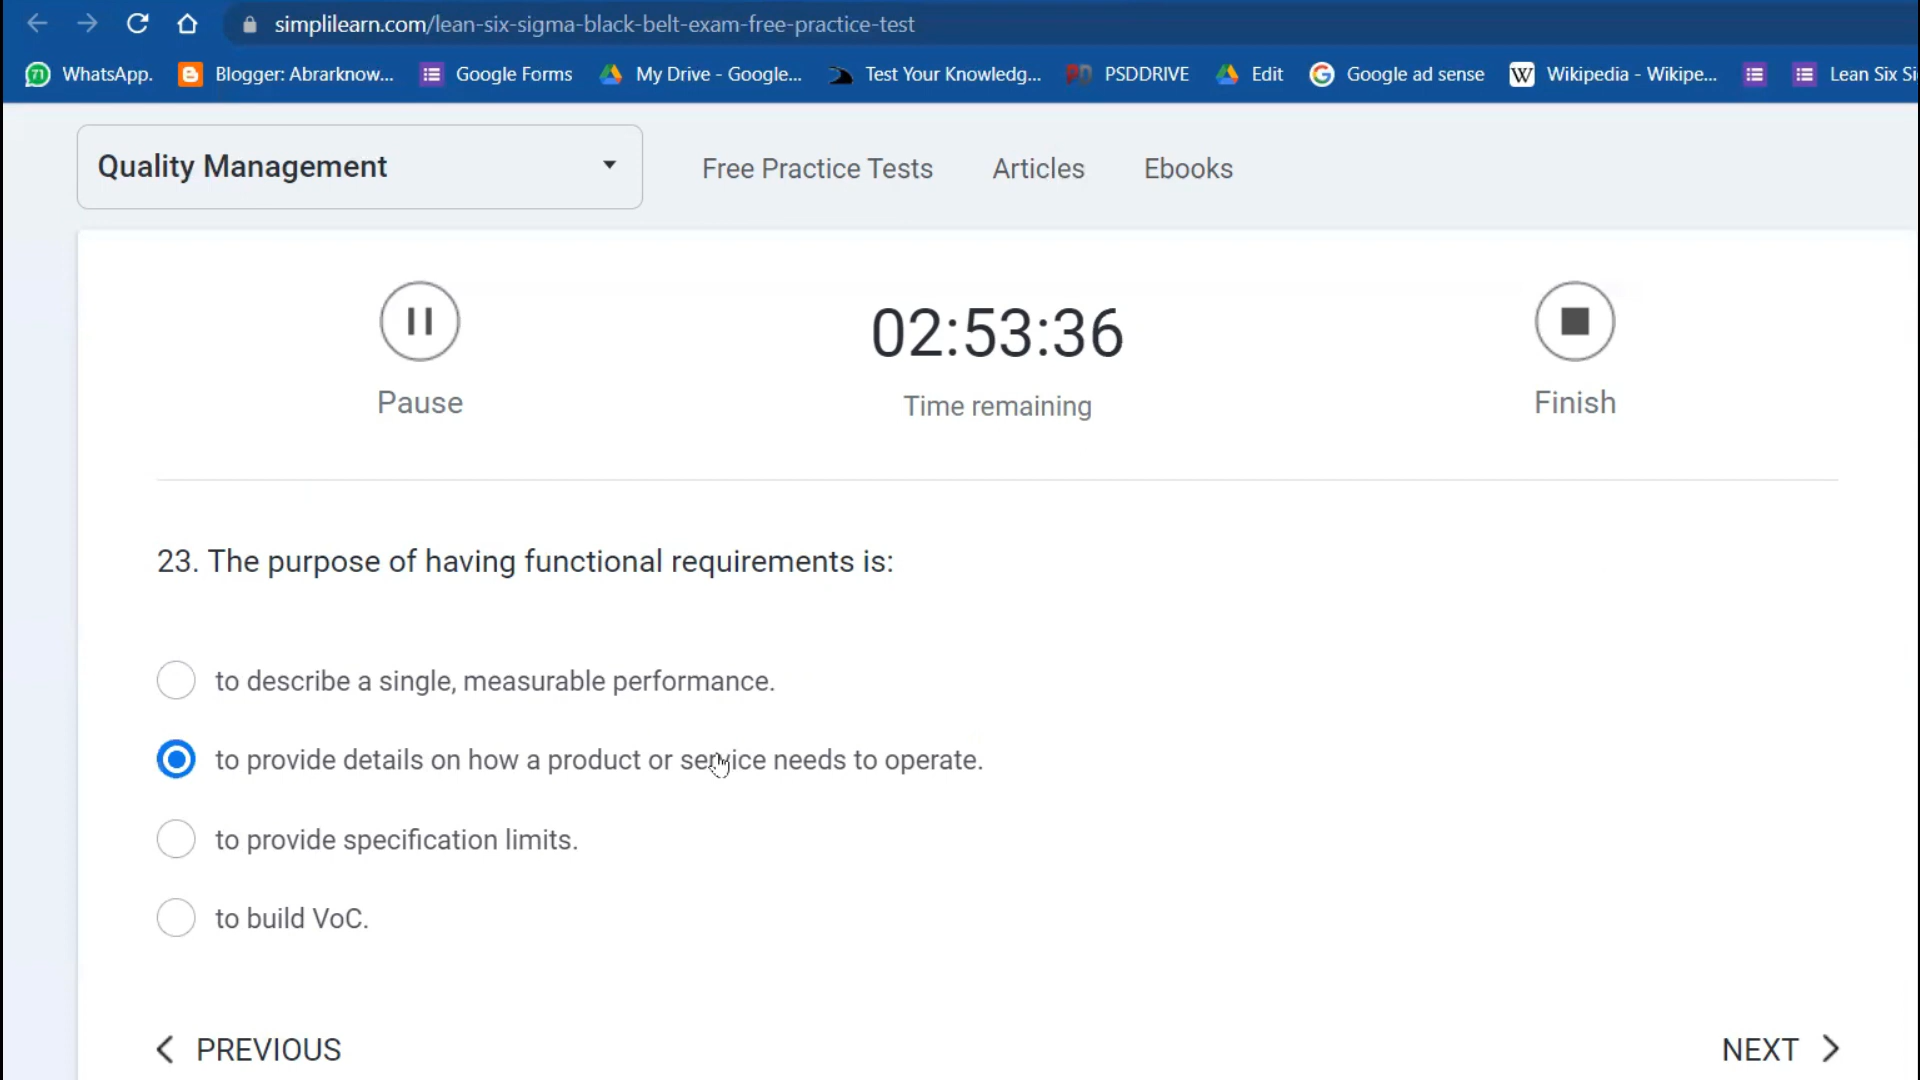 simplilearn.com/lean-six-sigma-black-belt-exam-free-practice-test
71 WhatsApp. Blogger: Abrarknow... Google Forms My Drive - Google... Test Your Knowledg... PD PSDDRIVE Edit G Google ad sense W Wikipedia - Wikipe... Lean Six Si
Quality Management Free Practice Tests Articles Ebooks
02:53:36
Pause Time remaining Finish
23. The purpose of having functional requirements is:
to describe a single, measurable performance.
to provide details on how a product or service needs to operate.
to provide specification limits.
to build VoC.
PREVIOUS NEXT